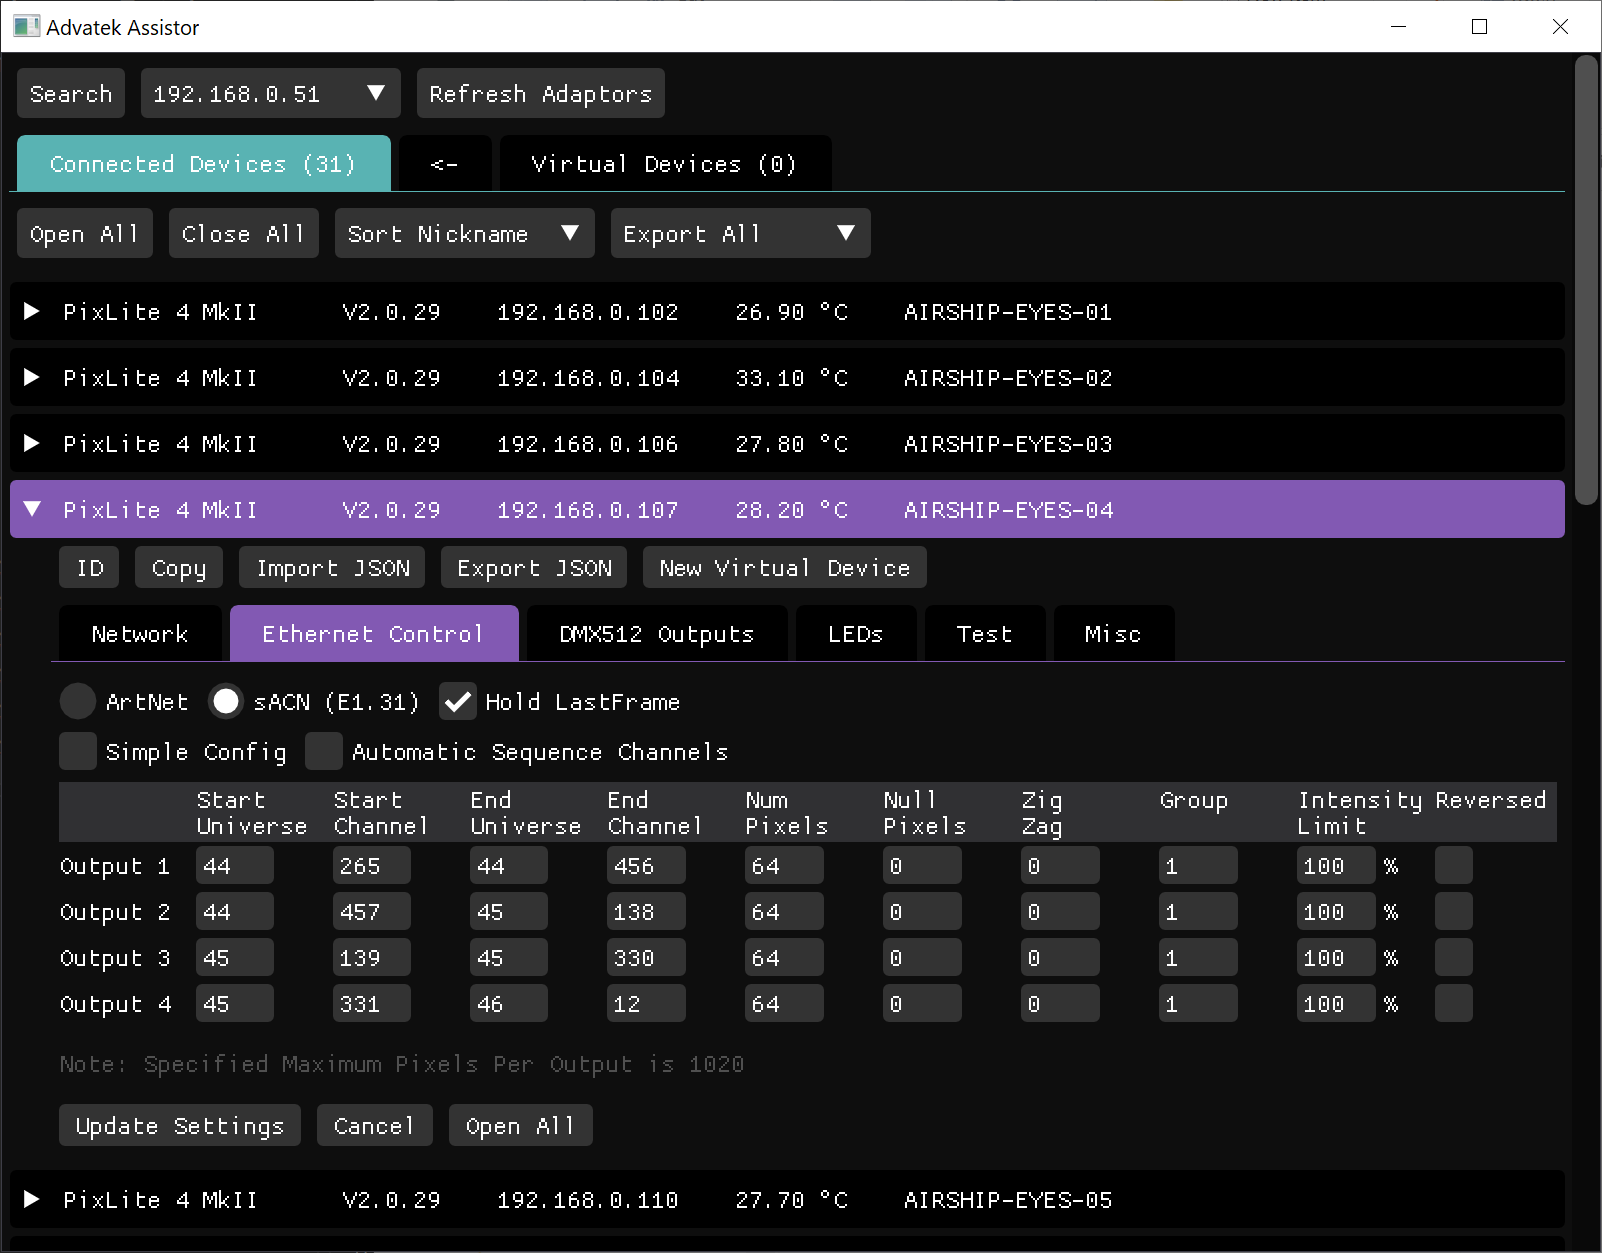 Advatek Assistor
Search 192.168.0.51 Refresh Adaptors
Connected Devices (31) <- Virtual Devices (0)
Open All Close All Sort Nickname Export All
PixLite 4 MkII V2.0.29 192.168.0.102 26.90 °C AIRSHIP-EYES-01
PixLite 4 MkII V2.0.29 192.168.0.104 33.10 °C AIRSHIP-EYES-02
PixLite 4 MkII V2.0.29 192.168.0.106 27.80 °C AIRSHIP-EYES-03
PixLite 4 MkII V2.0.29 192.168.0.107 28.20 °C AIRSHIP-EYES-04
ID Copy Import JSON Export JSON New Virtual Device
Network Ethernet Control DMX512 Outputs LEDs Test Misc
ArtNet sACN (E1.31) Hold LastFrame
Simple Config Automatic Sequence Channels
Start Start End End Num Null Zig Group Intensity Reversed
Universe Channel Universe Channel Pixels Pixels Zag Limit
Output 1 44 265 44 456 64 0 0 1 100 %
Output 2 44 457 45 138 64 0 0 1 100 %
Output 3 45 139 45 330 64 0 0 1 100 %
Output 4 45 331 46 12 64 0 0 1 100 %
Note: Specified Maximum Pixels Per Output is 1020
Update Settings Cancel Open All
PixLite 4 MkII V2.0.29 192.168.0.110 27.70 °C AIRSHIP-EYES-05